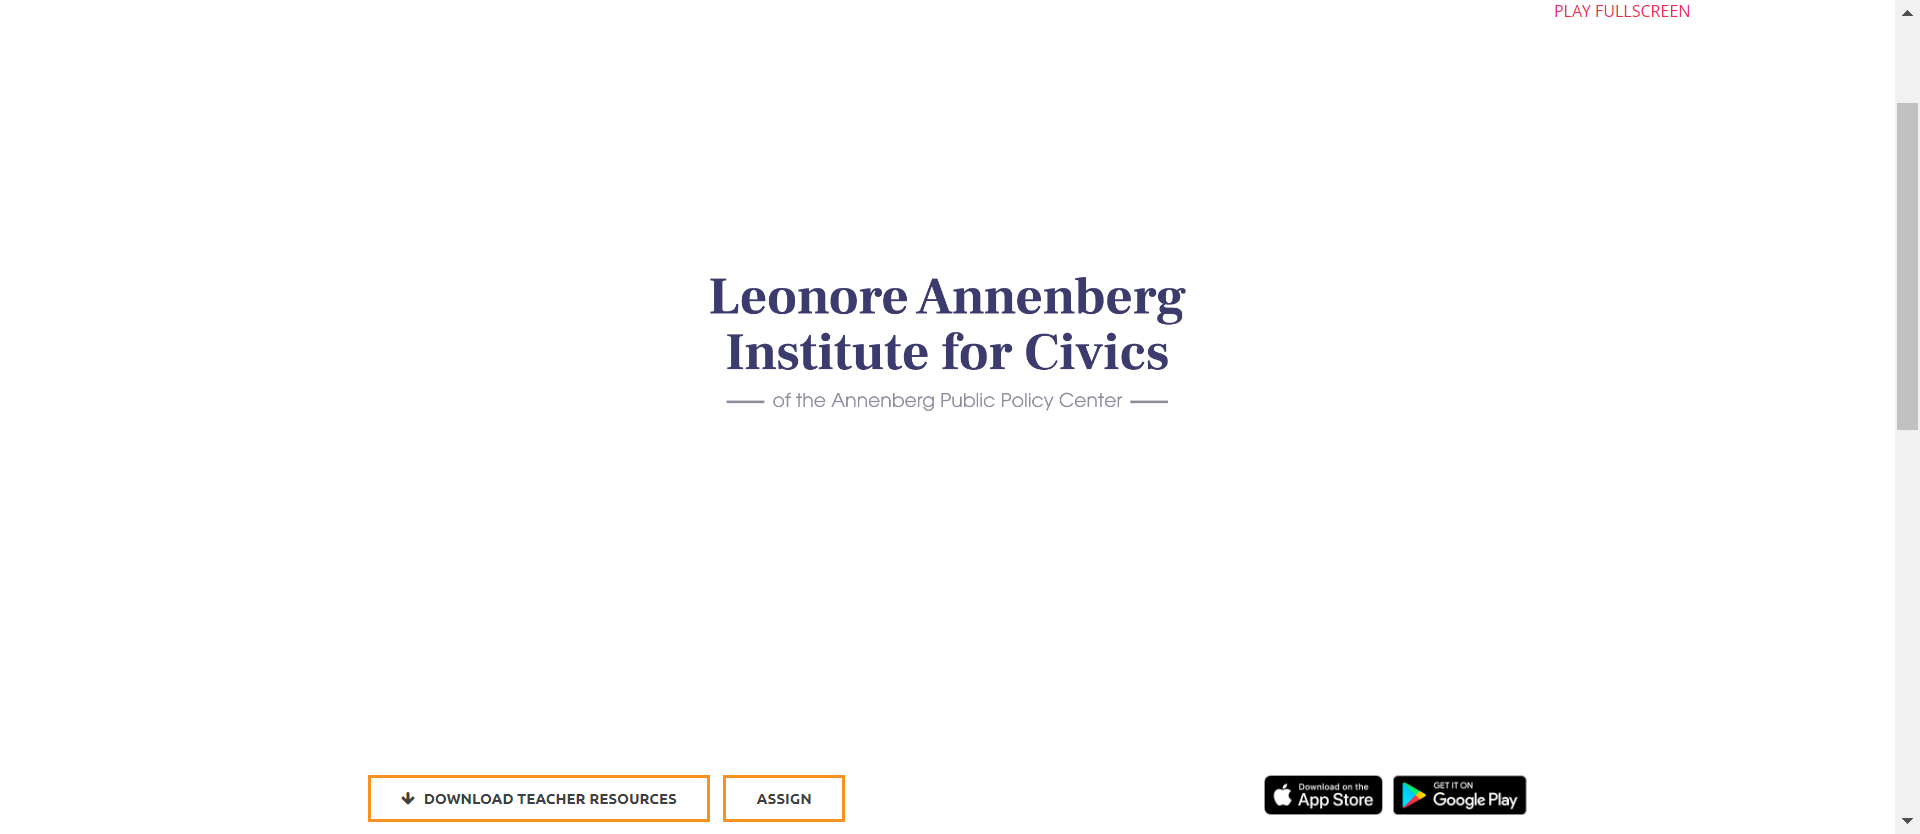 PLAY FULLSCREEN
Leonore Annenberg
Institute for Civics
of the Annenberg Public Policy Center
DOWNLOAD TEACHER RESOURCES
ASSIGN
Download on the
App Store
GET IT ON
Google Play